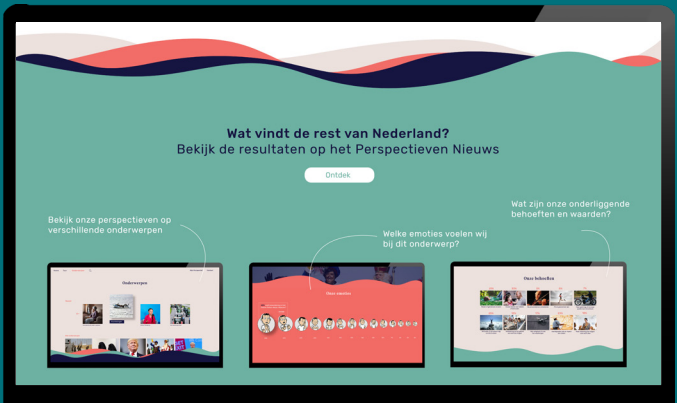 Wat vindt de rest van Nederland?
Bekijk de resultaten op het Perspectieven Nieuws
Ontdek
Bekijk onze perspectieven op
verschillende onderwerpen
Welke emoties voelen wij
bij dit onderwerp?
Wat zijn onze onderliggende
behoeften en waarden?
Onderwerpen
Onze emoties
Onze behoeften